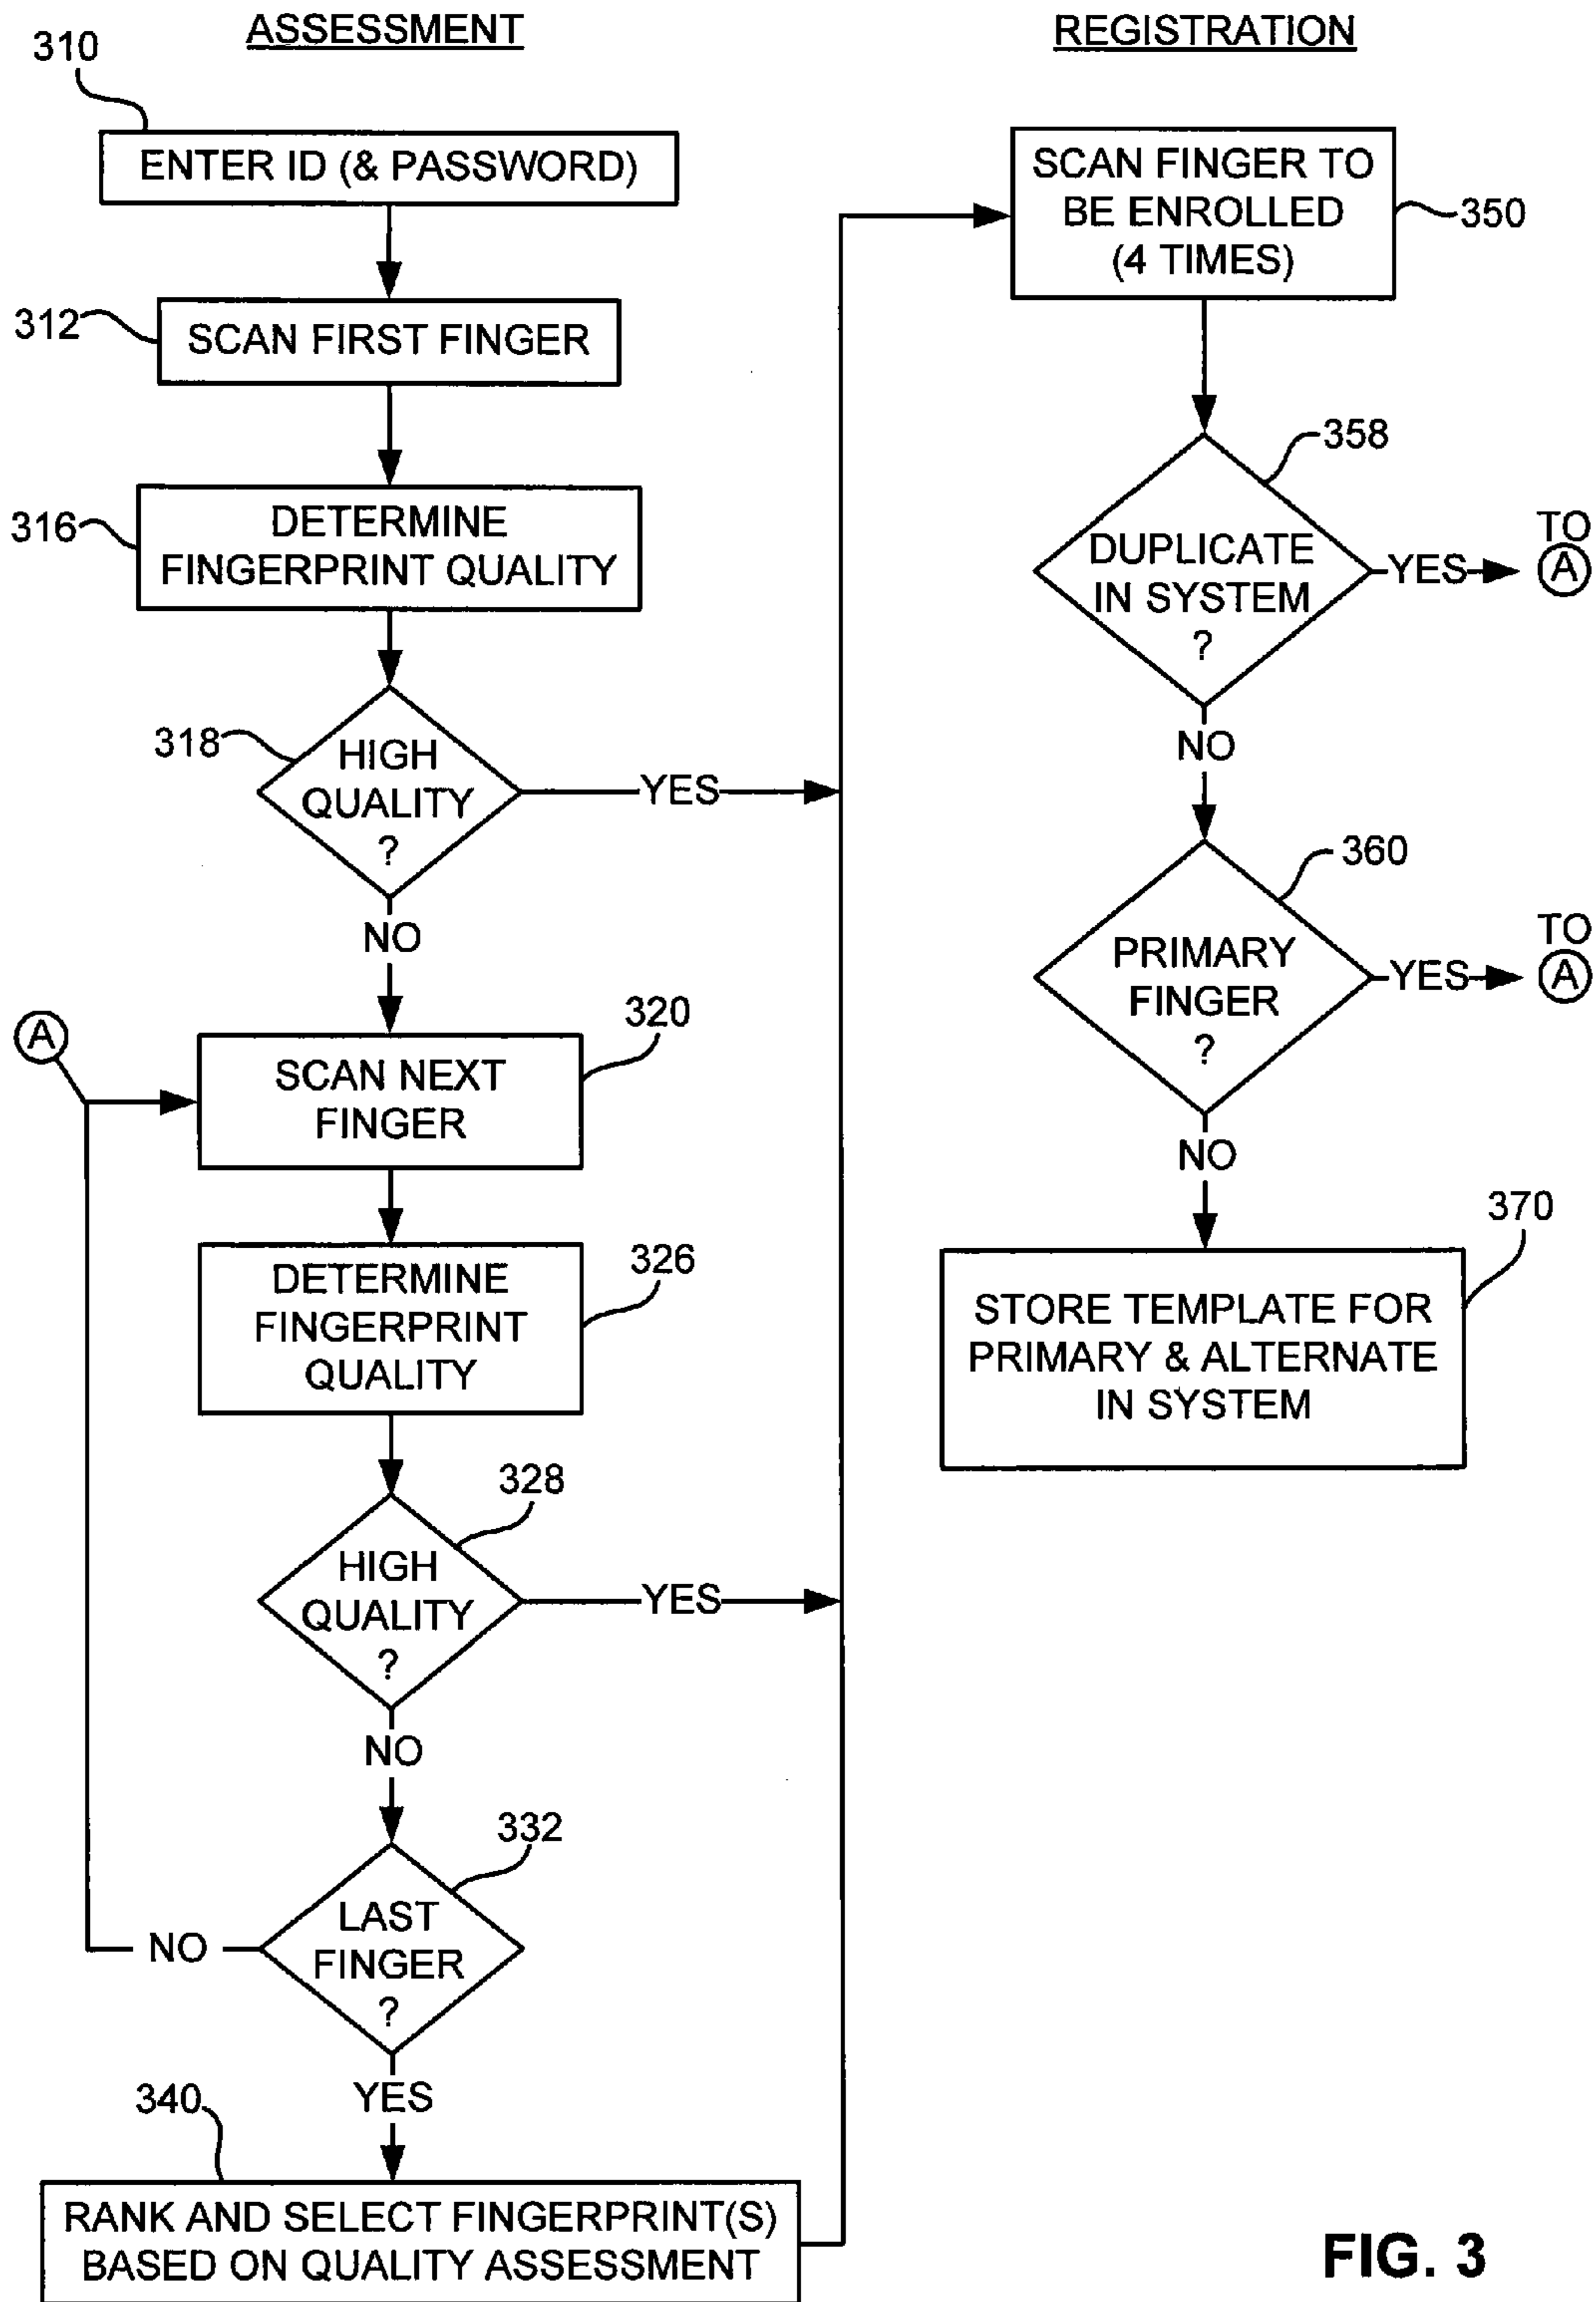 ASSESSMENT
310
ENTER ID (& PASSWORD)
312
SCAN FIRST FINGER
316
DETERMINE
FINGERPRINT QUALITY
318
HIGH
QUALITY
?
YES
NO
A
320
SCAN NEXT
FINGER
326
DETERMINE
FINGERPRINT
QUALITY
328
HIGH
QUALITY
?
YES
NO
332
LAST
FINGER
?
NO
YES
340
RANK AND SELECT FINGERPRINT(S)
BASED ON QUALITY ASSESSMENT
REGISTRATION
SCAN FINGER TO
BE ENROLLED
(4 TIMES)
350
358
DUPLICATE
IN SYSTEM
?
YES
TO
A
NO
360
PRIMARY
FINGER
?
YES
TO
A
NO
370
STORE TEMPLATE FOR
PRIMARY & ALTERNATE
IN SYSTEM
FIG. 3